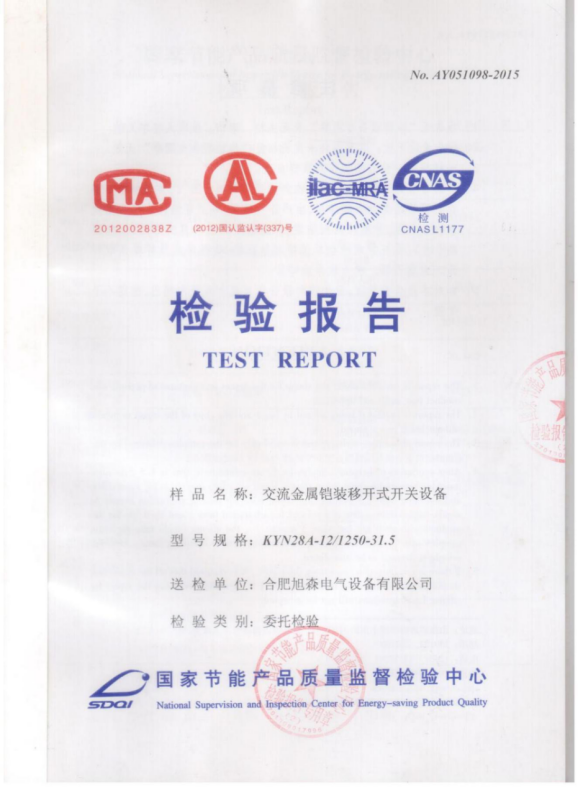 No. AY051098-2015
MA
AL
ilac-MRA
CNAS
检 测
2012002838Z
(2012)国认监认字(337)号
CNAS L1177
检验报告
TEST REPORT
样品名称：交流金属铠装移开式开关设备
型号规格：KYN28A-12/1250-31.5
送检单位：合肥旭森电气设备有限公司
检验类别：委托检验
国家节能产品质量监督检验中心
SDQI
National Supervision and Inspection Center for Energy-saving Product Quality